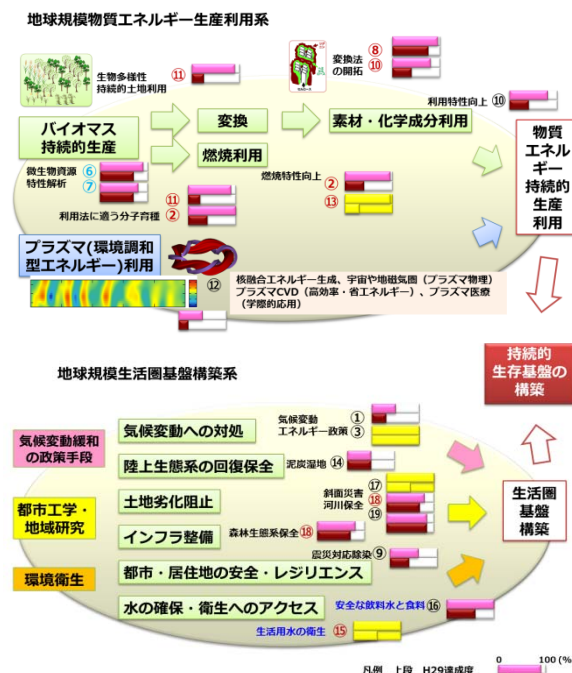 地球規模物質エネルギー生産利用系
生物多様性
持続的土地利用
⑪
変換法
の開拓
⑧
⑩
利用特性向上
⑩
バイオマス
持続的生産
変換
素材・化学成分利用
燃焼利用
物質
エネル
ギー
持続的
生産
利用
微生物資源
特性解析
⑥
⑦
燃焼特性向上
②
⑬
⑪
利用法に適う分子育種
②
プラズマ(環境調和
型エネルギー)利用
⑫
核融合エネルギー生成、宇宙や地磁気圏（プラズマ物理）
プラズマCVD（高効率・省エネルギー）、プラズマ医療
（学際的応用）
持続的
生存基盤の
構築
地球規模生活圏基盤構築系
気候変動緩和
の政策手段
気候変動への対処
気候変動
エネルギー政策
①
③
陸上生態系の回復保全
泥炭湿地
⑭
都市工学・
地域研究
土地劣化阻止
斜面災害
河川保全
⑰
⑱
⑲
生活圏
基盤
構築
インフラ整備
森林生態系保全
⑱
環境衛生
震災対応除染
⑨
都市・居住地の安全・レジリエンス
水の確保・衛生へのアクセス
安全な飲料水と食料
⑯
生活用水の衛生
⑮
0 100 (%
凡例 上段 H29達成度